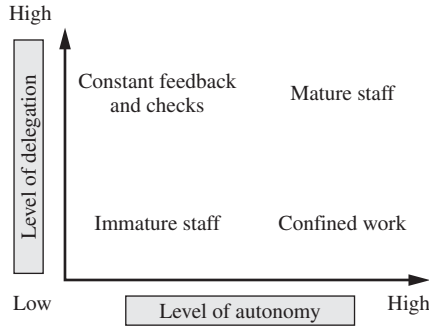 High
Level of delegation
Constant feedback
and checks
Mature staff
Immature staff
Confined work
Low
Level of autonomy
High